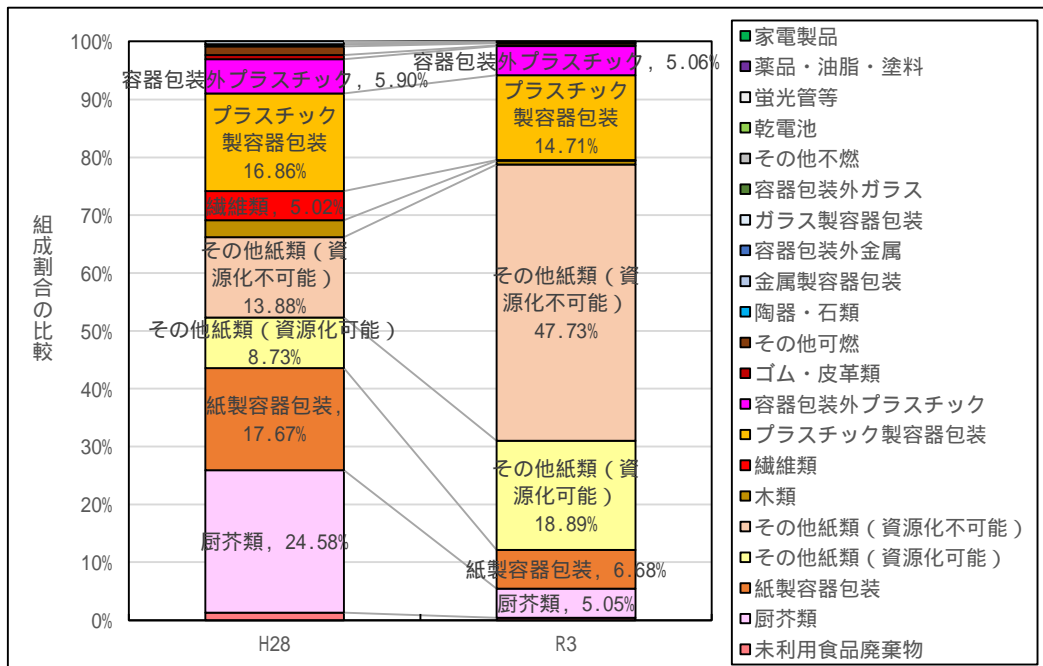 組成割合の比較
100%
90%
80%
70%
60%
50%
40%
30%
20%
10%
0%
容器包装外プラスチック, 5.90%
プラスチック
製容器包装
16.86%
繊維類, 5.02%
その他紙類（資
源化不可能）
13.88%
その他紙類（資源化可能）
8.73%
紙製容器包装,
17.67%
厨芥類, 24.58%
H28
容器包装外プラスチック, 5.06%
プラスチック
製容器包装
14.71%
その他紙類（資
源化不可能）
47.73%
その他紙類（資
源化可能）
18.89%
紙製容器包装, 6.68%
厨芥類, 5.05%
R3
家電製品
薬品・油脂・塗料
蛍光管等
乾電池
その他不燃
容器包装外ガラス
ガラス製容器包装
容器包装外金属
金属製容器包装
陶器・石類
その他可燃
ゴム・皮革類
容器包装外プラスチック
プラスチック製容器包装
繊維類
木類
その他紙類（資源化不可能）
その他紙類（資源化可能）
紙製容器包装
厨芥類
未利用食品廃棄物